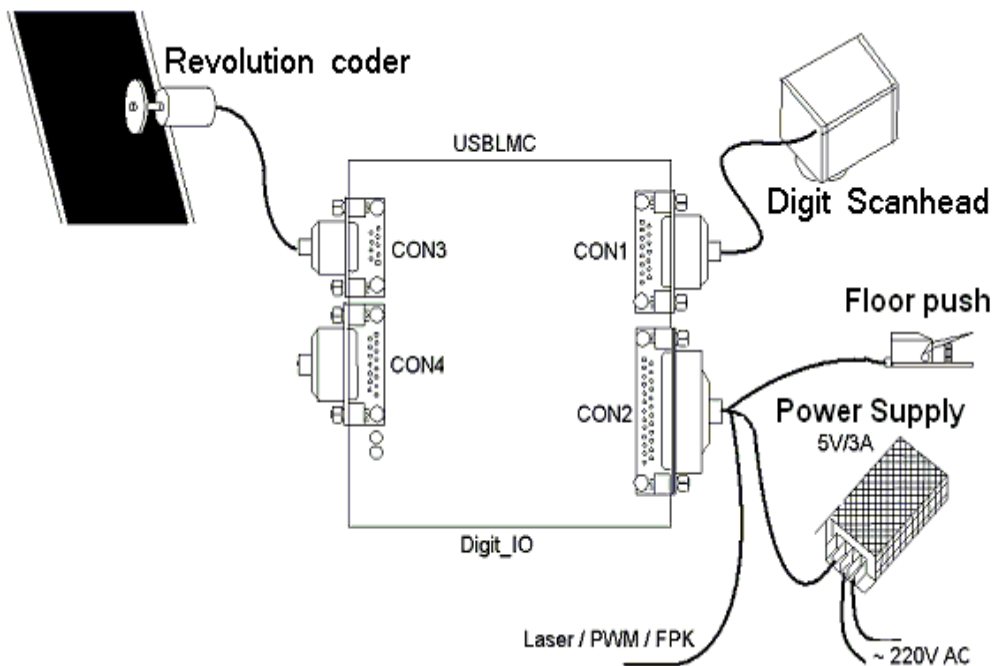 Revolution coder
USBLMC
Digit Scanhead
CON3
CON1
Floor push
CON4
CON2
Power Supply
5V/3A
Digit_IO
Laser / PWM / FPK
~ 220V AC